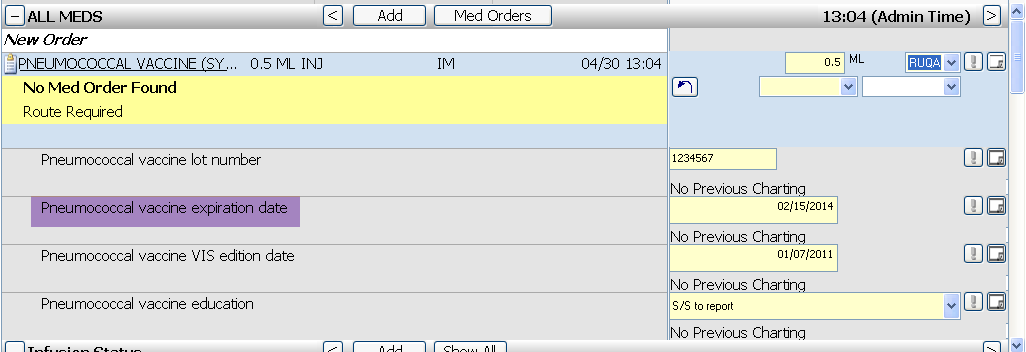 ALL MEDS < Add Med Orders 13:04 (Admin Time) >
New Order
PNEUMOCOCCAL VACCINE (SY... 0.5 ML INJ IM 04/30 13:04 0.5 ML RUQA
No Med Order Found
Route Required
Pneumococcal vaccine lot number 1234567
No Previous Charting
Pneumococcal vaccine expiration date 02/15/2014
No Previous Charting
Pneumococcal vaccine VIS edition date 01/07/2011
No Previous Charting
Pneumococcal vaccine education S/S to report
No Previous Charting
Infusion Status < Add Show All >